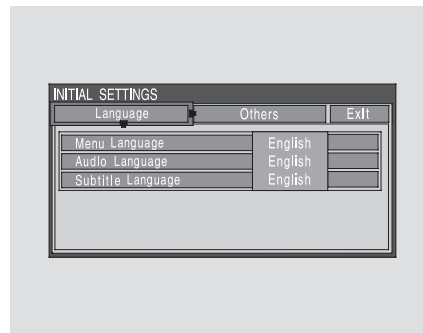 INITIAL SETTINGS
Language Others Exit
Menu Language English
Audio Language English
Subtitle Language English